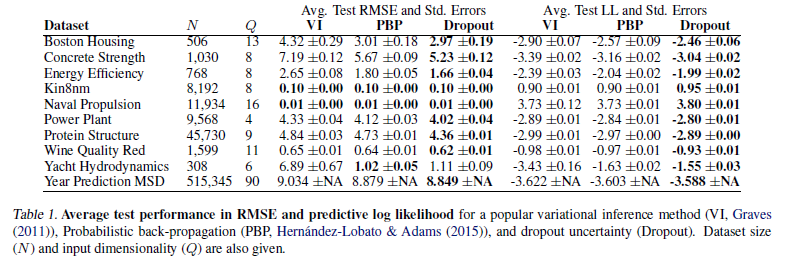 Avg. Test RMSE and Std. Errors Avg. Test LL and Std. Errors
Dataset N Q VI PBP Dropout VI PBP Dropout
Boston Housing 506 13 4.32 ±0.29 3.01 ±0.18 2.97 ±0.19 -2.90 ±0.07 -2.57 ±0.09 -2.46 ±0.06
Concrete Strength 1,030 8 7.19 ±0.12 5.67 ±0.09 5.23 ±0.12 -3.39 ±0.02 -3.16 ±0.02 -3.04 ±0.02
Energy Efficiency 768 8 2.65 ±0.08 1.80 ±0.05 1.66 ±0.04 -2.39 ±0.03 -2.04 ±0.02 -1.99 ±0.02
Kin8nm 8,192 8 0.10 ±0.00 0.10 ±0.00 0.10 ±0.00 0.90 ±0.01 0.90 ±0.01 0.95 ±0.01
Naval Propulsion 11,934 16 0.01 ±0.00 0.01 ±0.00 0.01 ±0.00 3.73 ±0.12 3.73 ±0.01 3.80 ±0.01
Power Plant 9,568 4 4.33 ±0.04 4.12 ±0.03 4.02 ±0.04 -2.89 ±0.01 -2.84 ±0.01 -2.80 ±0.01
Protein Structure 45,730 9 4.84 ±0.03 4.73 ±0.01 4.36 ±0.01 -2.99 ±0.01 -2.97 ±0.00 -2.89 ±0.00
Wine Quality Red 1,599 11 0.65 ±0.01 0.64 ±0.01 0.62 ±0.01 -0.98 ±0.01 -0.97 ±0.01 -0.93 ±0.01
Yacht Hydrodynamics 308 6 6.89 ±0.67 1.02 ±0.05 1.11 ±0.09 -3.43 ±0.16 -1.63 ±0.02 -1.55 ±0.03
Year Prediction MSD 515,345 90 9.034 ±NA 8.879 ±NA 8.849 ±NA -3.622 ±NA -3.603 ±NA -3.588 ±NA
Table 1. Average test performance in RMSE and predictive log likelihood for a popular variational inference method (VI, Graves
(2011)), Probabilistic back-propagation (PBP, Hernández-Lobato & Adams (2015)), and dropout uncertainty (Dropout). Dataset size
(N) and input dimensionality (Q) are also given.